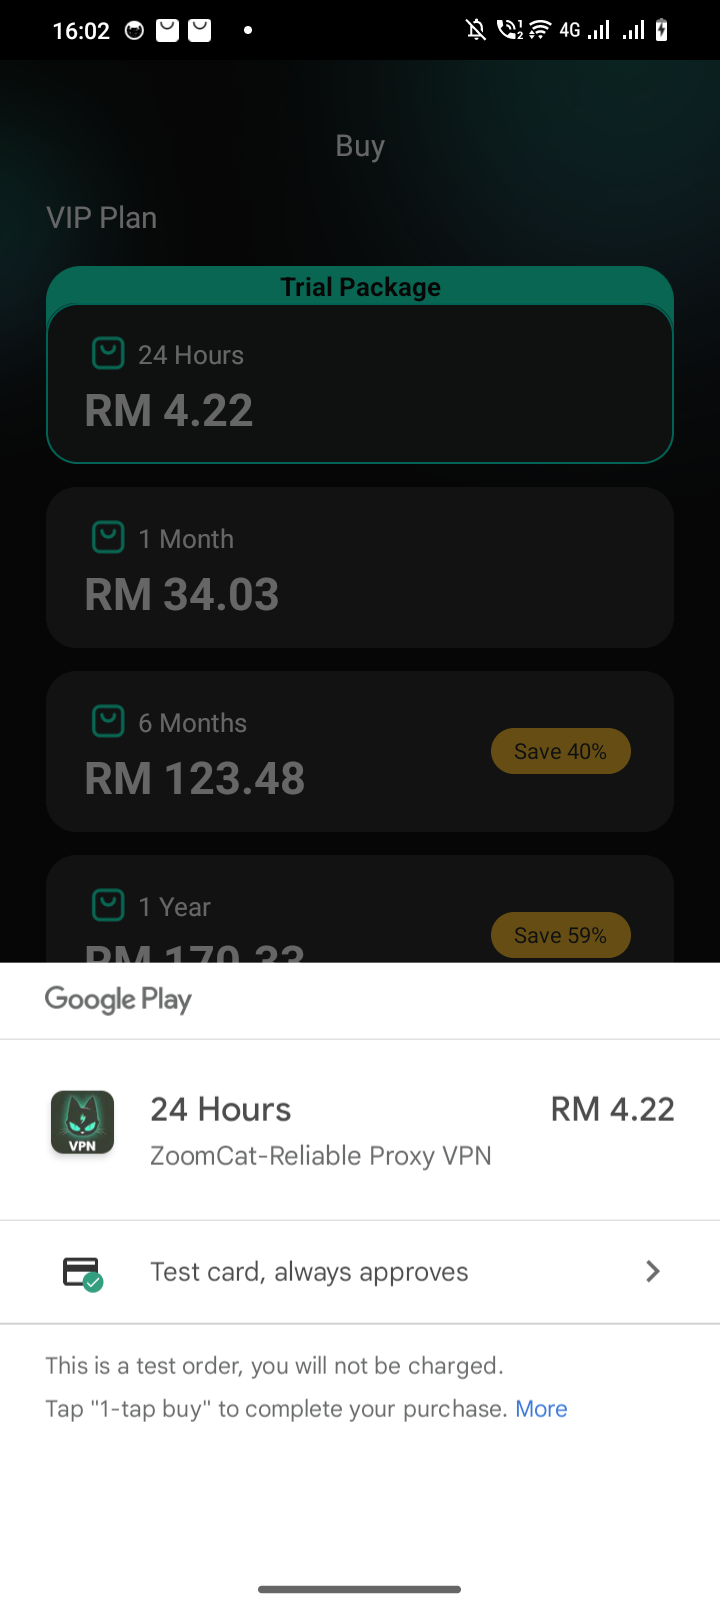 16:02
4G
Buy
VIP Plan
Trial Package
24 Hours
RM 4.22
1 Month
RM 34.03
6 Months
RM 123.48
Save 40%
1 Year
RM 170.33
Save 59%
Google Play
24 Hours
RM 4.22
VPN
ZoomCat-Reliable Proxy VPN
Test card, always approves
This is a test order, you will not be charged.
Tap "1-tap buy" to complete your purchase. More